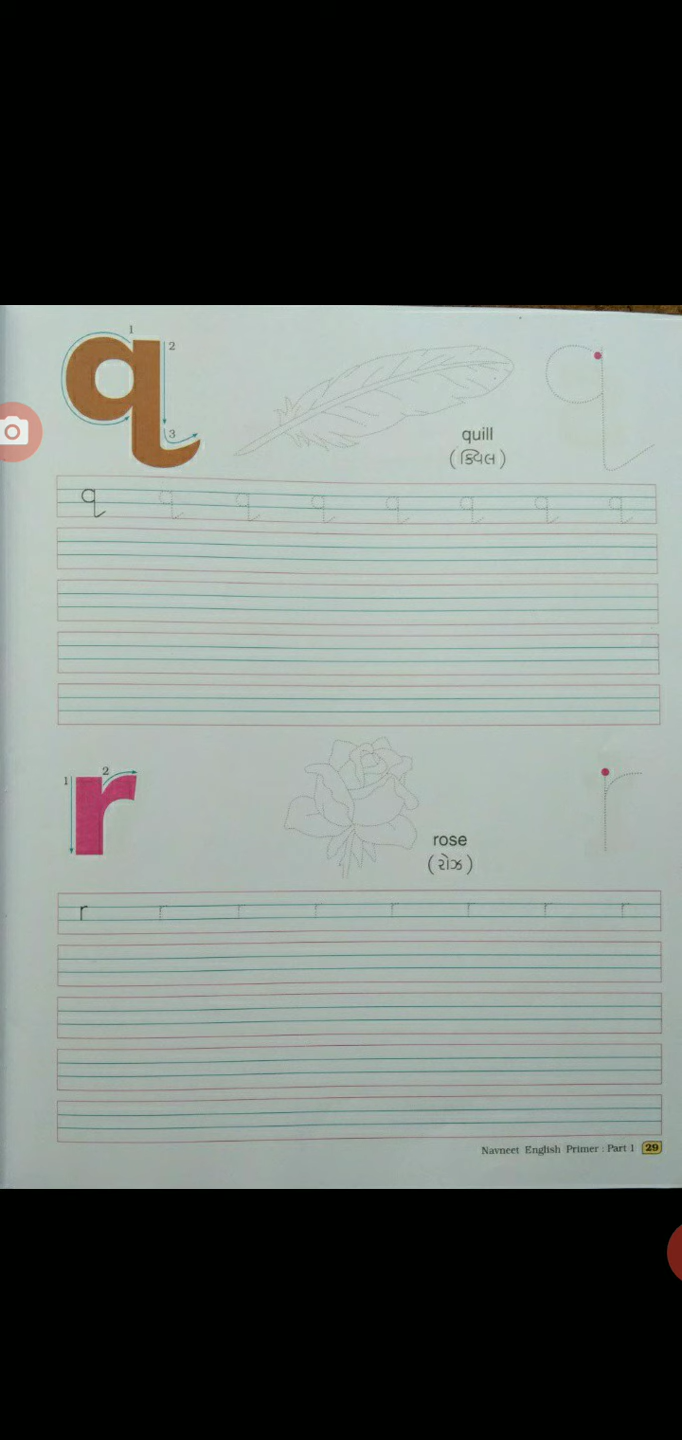 q
1
2
3
quill
(ક્વિલ)
q
q q q q q q q q
r
1
2
rose
(રોઝ)
r
r r r r r r r r
Navneet English Primer : Part 1 29